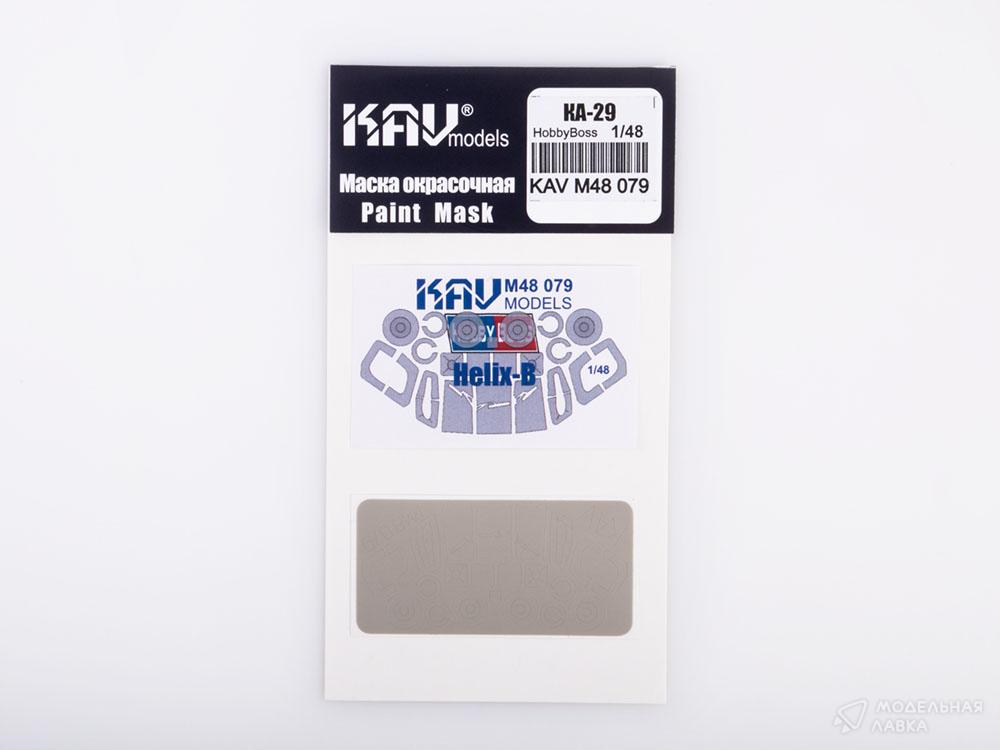 KAV®
models
Маска окрасочная
Paint Mask
КА-29
HobbyBoss 1/48
KAV M48 079
KAV M48 079
MODELS
Helix-B
1/48
МОДЕЛЬНАЯ
ЛАВКА